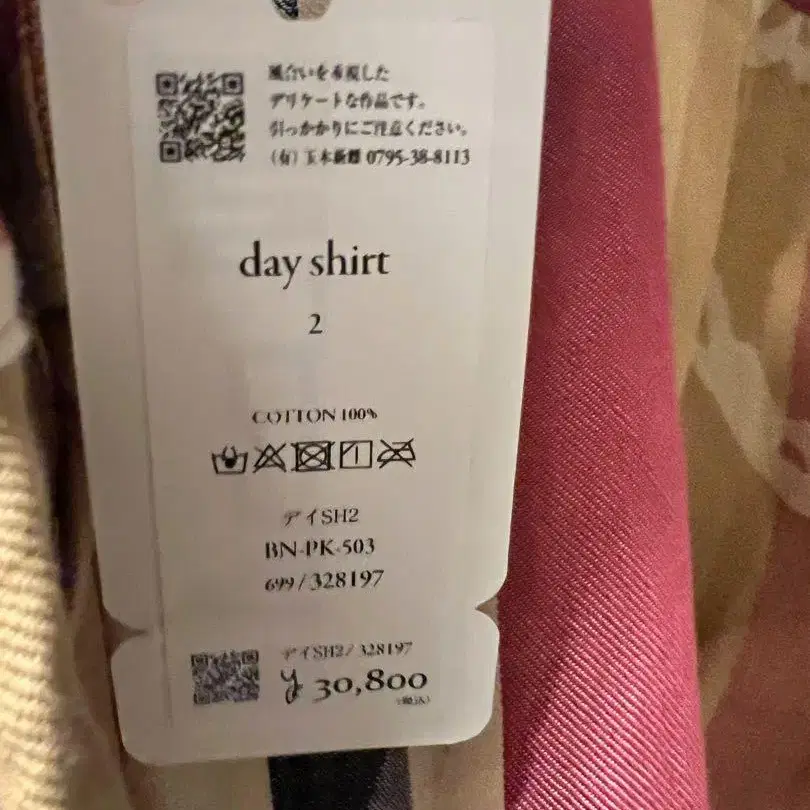 風合いを重視した
デリケートな作品です。
引っかかりにご注意ください。
(有) 玉木新雌 0795-38-8113
day shirt
2
COTTON 100%
デイSH2
BN-PK-503
699 / 328197
デイSH2/ 328197
¥ 30,800
(税込)